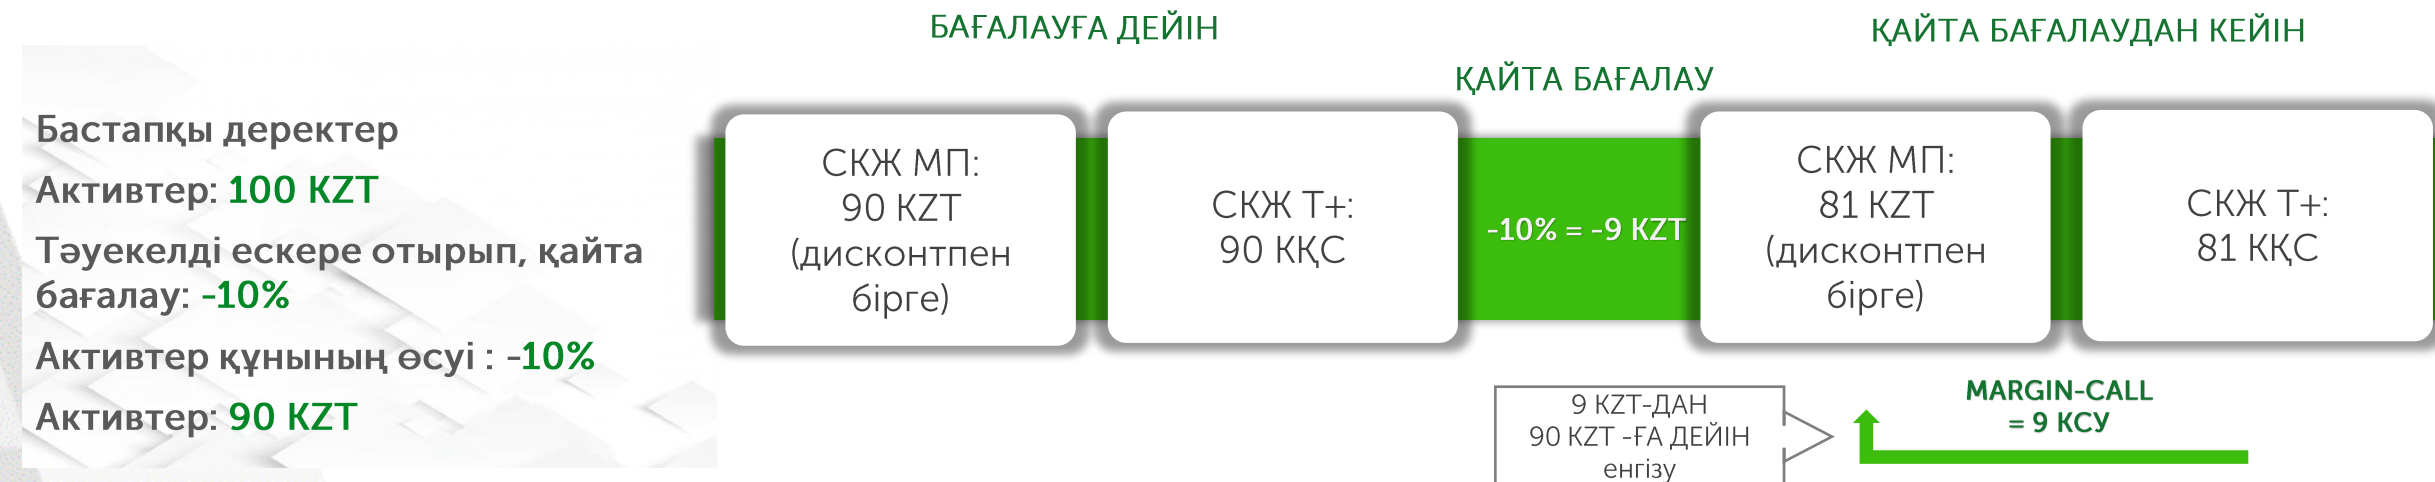 БАҒАЛАУҒА ДЕЙІН
ҚАЙТА БАҒАЛАУДАН КЕЙІН
ҚАЙТА БАҒАЛАУ
Бастапқы деректер
Активтер: 100 KZT
Тәуекелді ескере отырып, қайта
бағалау: -10%
Активтер құнының өсуі : -10%
Активтер: 90 KZT
СКЖ МП:
90 KZT
(дисконтпен
бірге)
СКЖ Т+:
90 КҚС
-10% = -9 KZT
СКЖ МП:
81 KZT
(дисконтпен
бірге)
СКЖ Т+:
81 КҚС
9 KZT-ДАН
90 KZT -ҒА ДЕЙІН
енгізу
MARGIN-CALL
= 9 КСУ